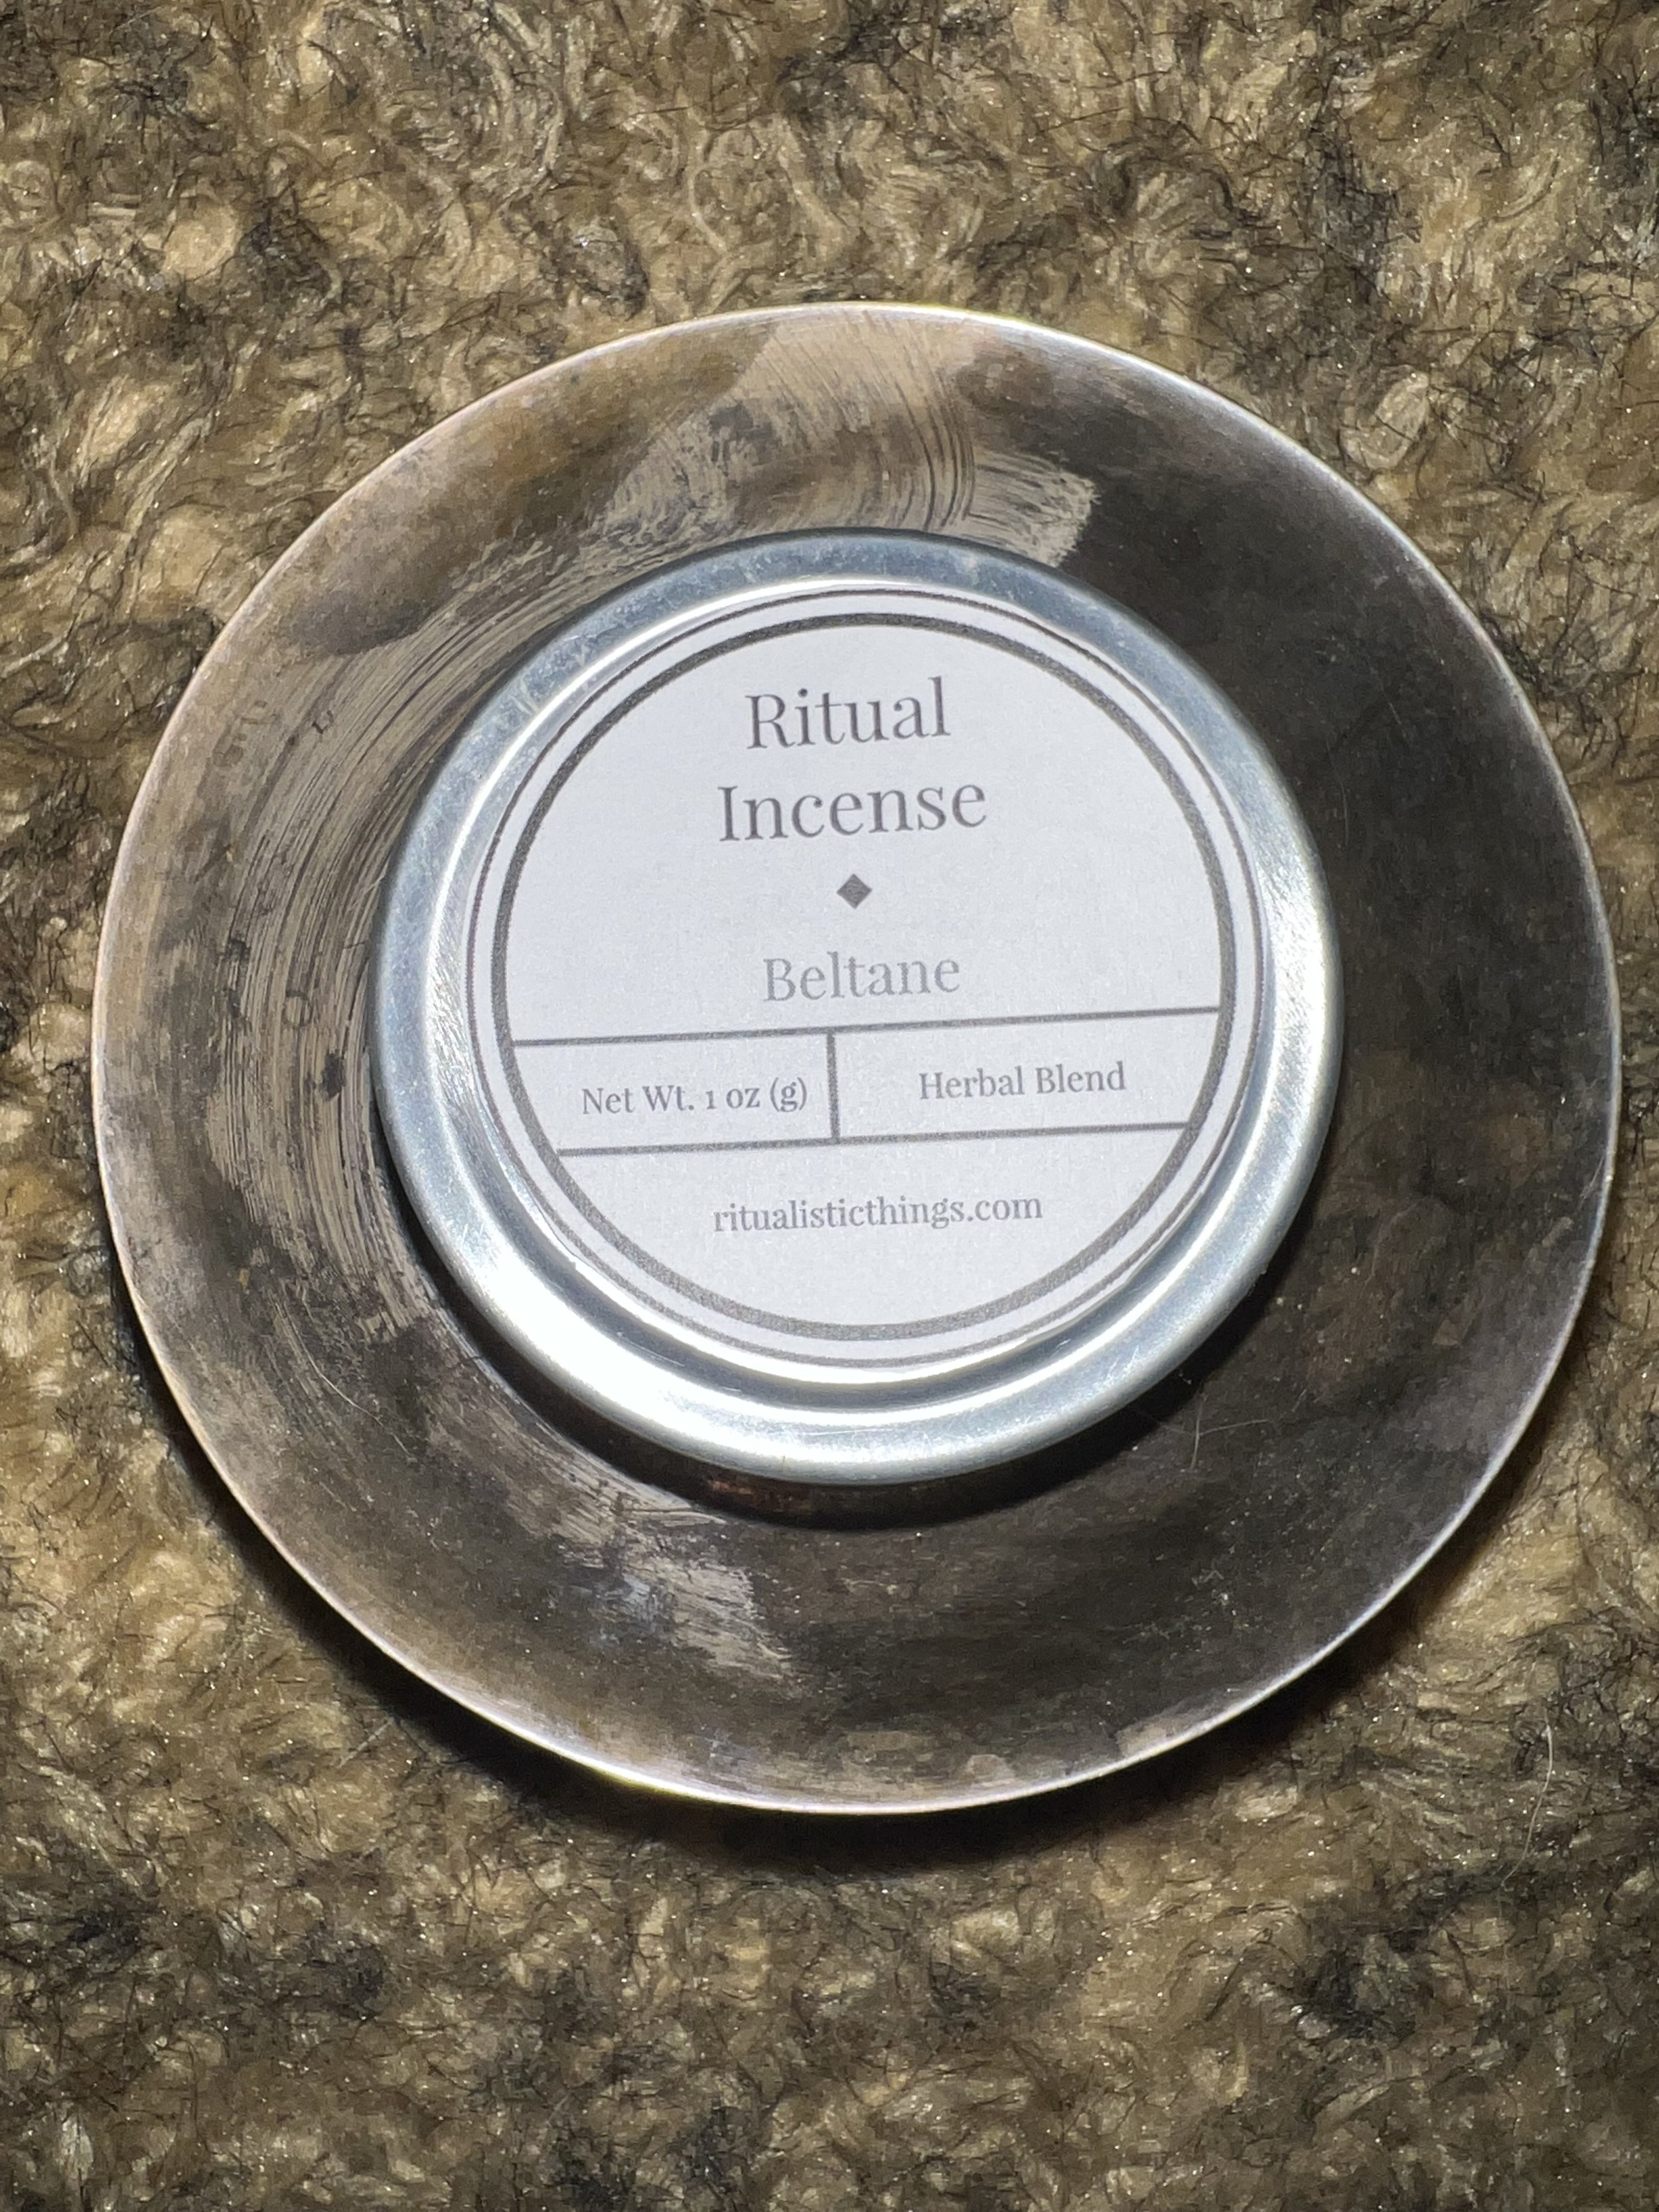 Ritual
Incense
Beltane
Net Wt. 1 oz (g)
Herbal Blend
ritualisticthings.com